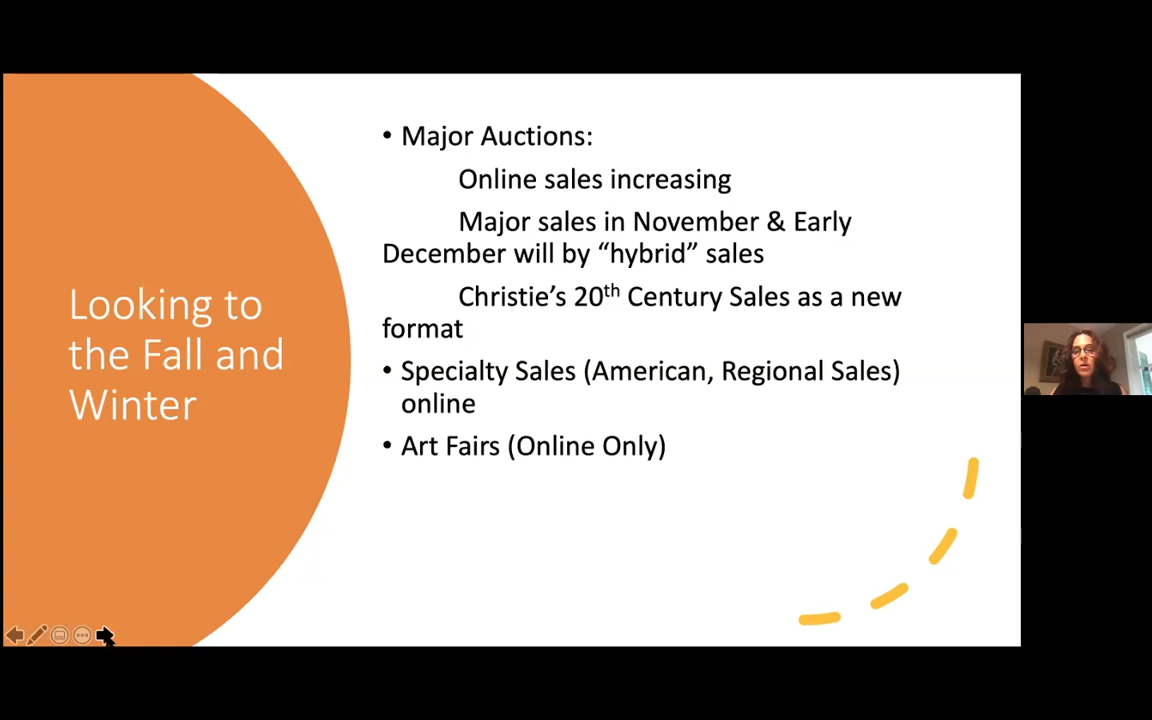 Looking to
the Fall and
Winter
• Major Auctions:
Online sales increasing
Major sales in November & Early
December will by “hybrid” sales
Christie’s 20th Century Sales as a new
format
• Specialty Sales (American, Regional Sales)
online
• Art Fairs (Online Only)